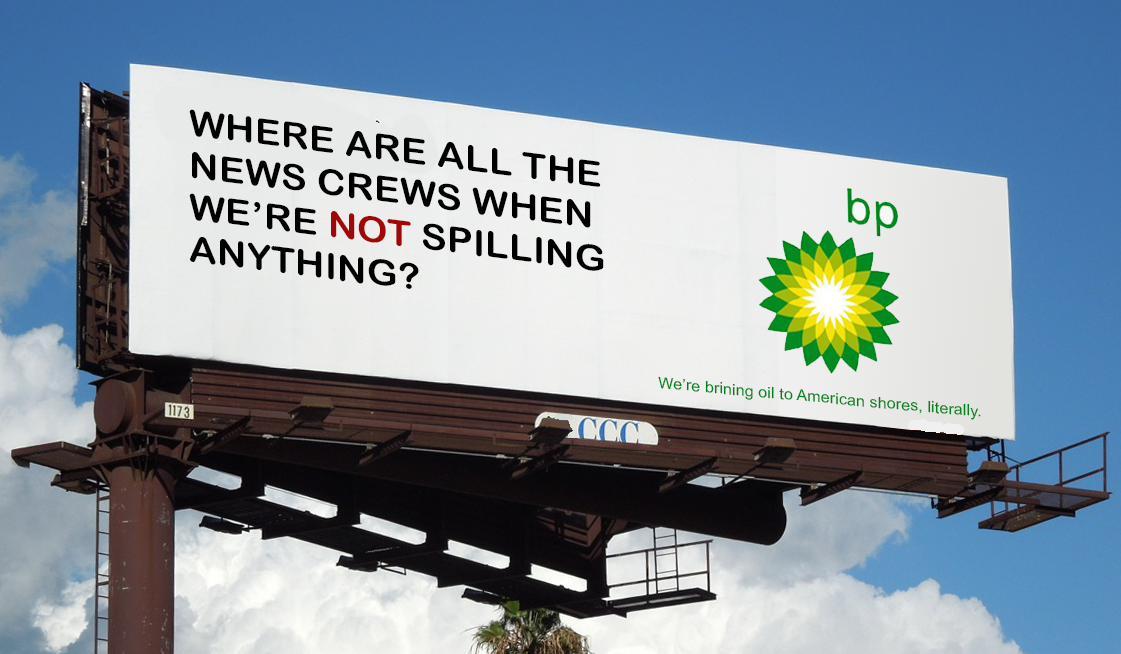 WHERE ARE ALL THE
NEWS CREWS WHEN
WE'RE NOT SPILLING
ANYTHING?
bp
We're brining oil to American shores, literally.
1173
CCC